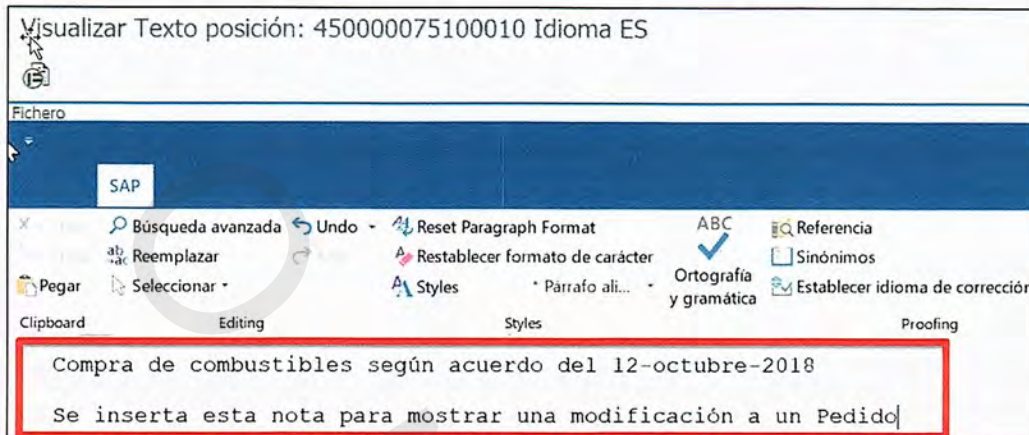 Visualizar Texto posición: 450000075100010 Idioma ES
Fichero
SAP
Búsqueda avanzada Undo Reset Paragraph Format ABC Referencia
Reemplazar Restablecer formato de carácter Sinónimos
Pegar Seleccionar Styles Párrafo ali... Ortografía y gramática Establecer idioma de corrección
Clipboard Editing Styles Proofing
Compra de combustibles según acuerdo del 12-octubre-2018
Se inserta esta nota para mostrar una modificación a un Pedido